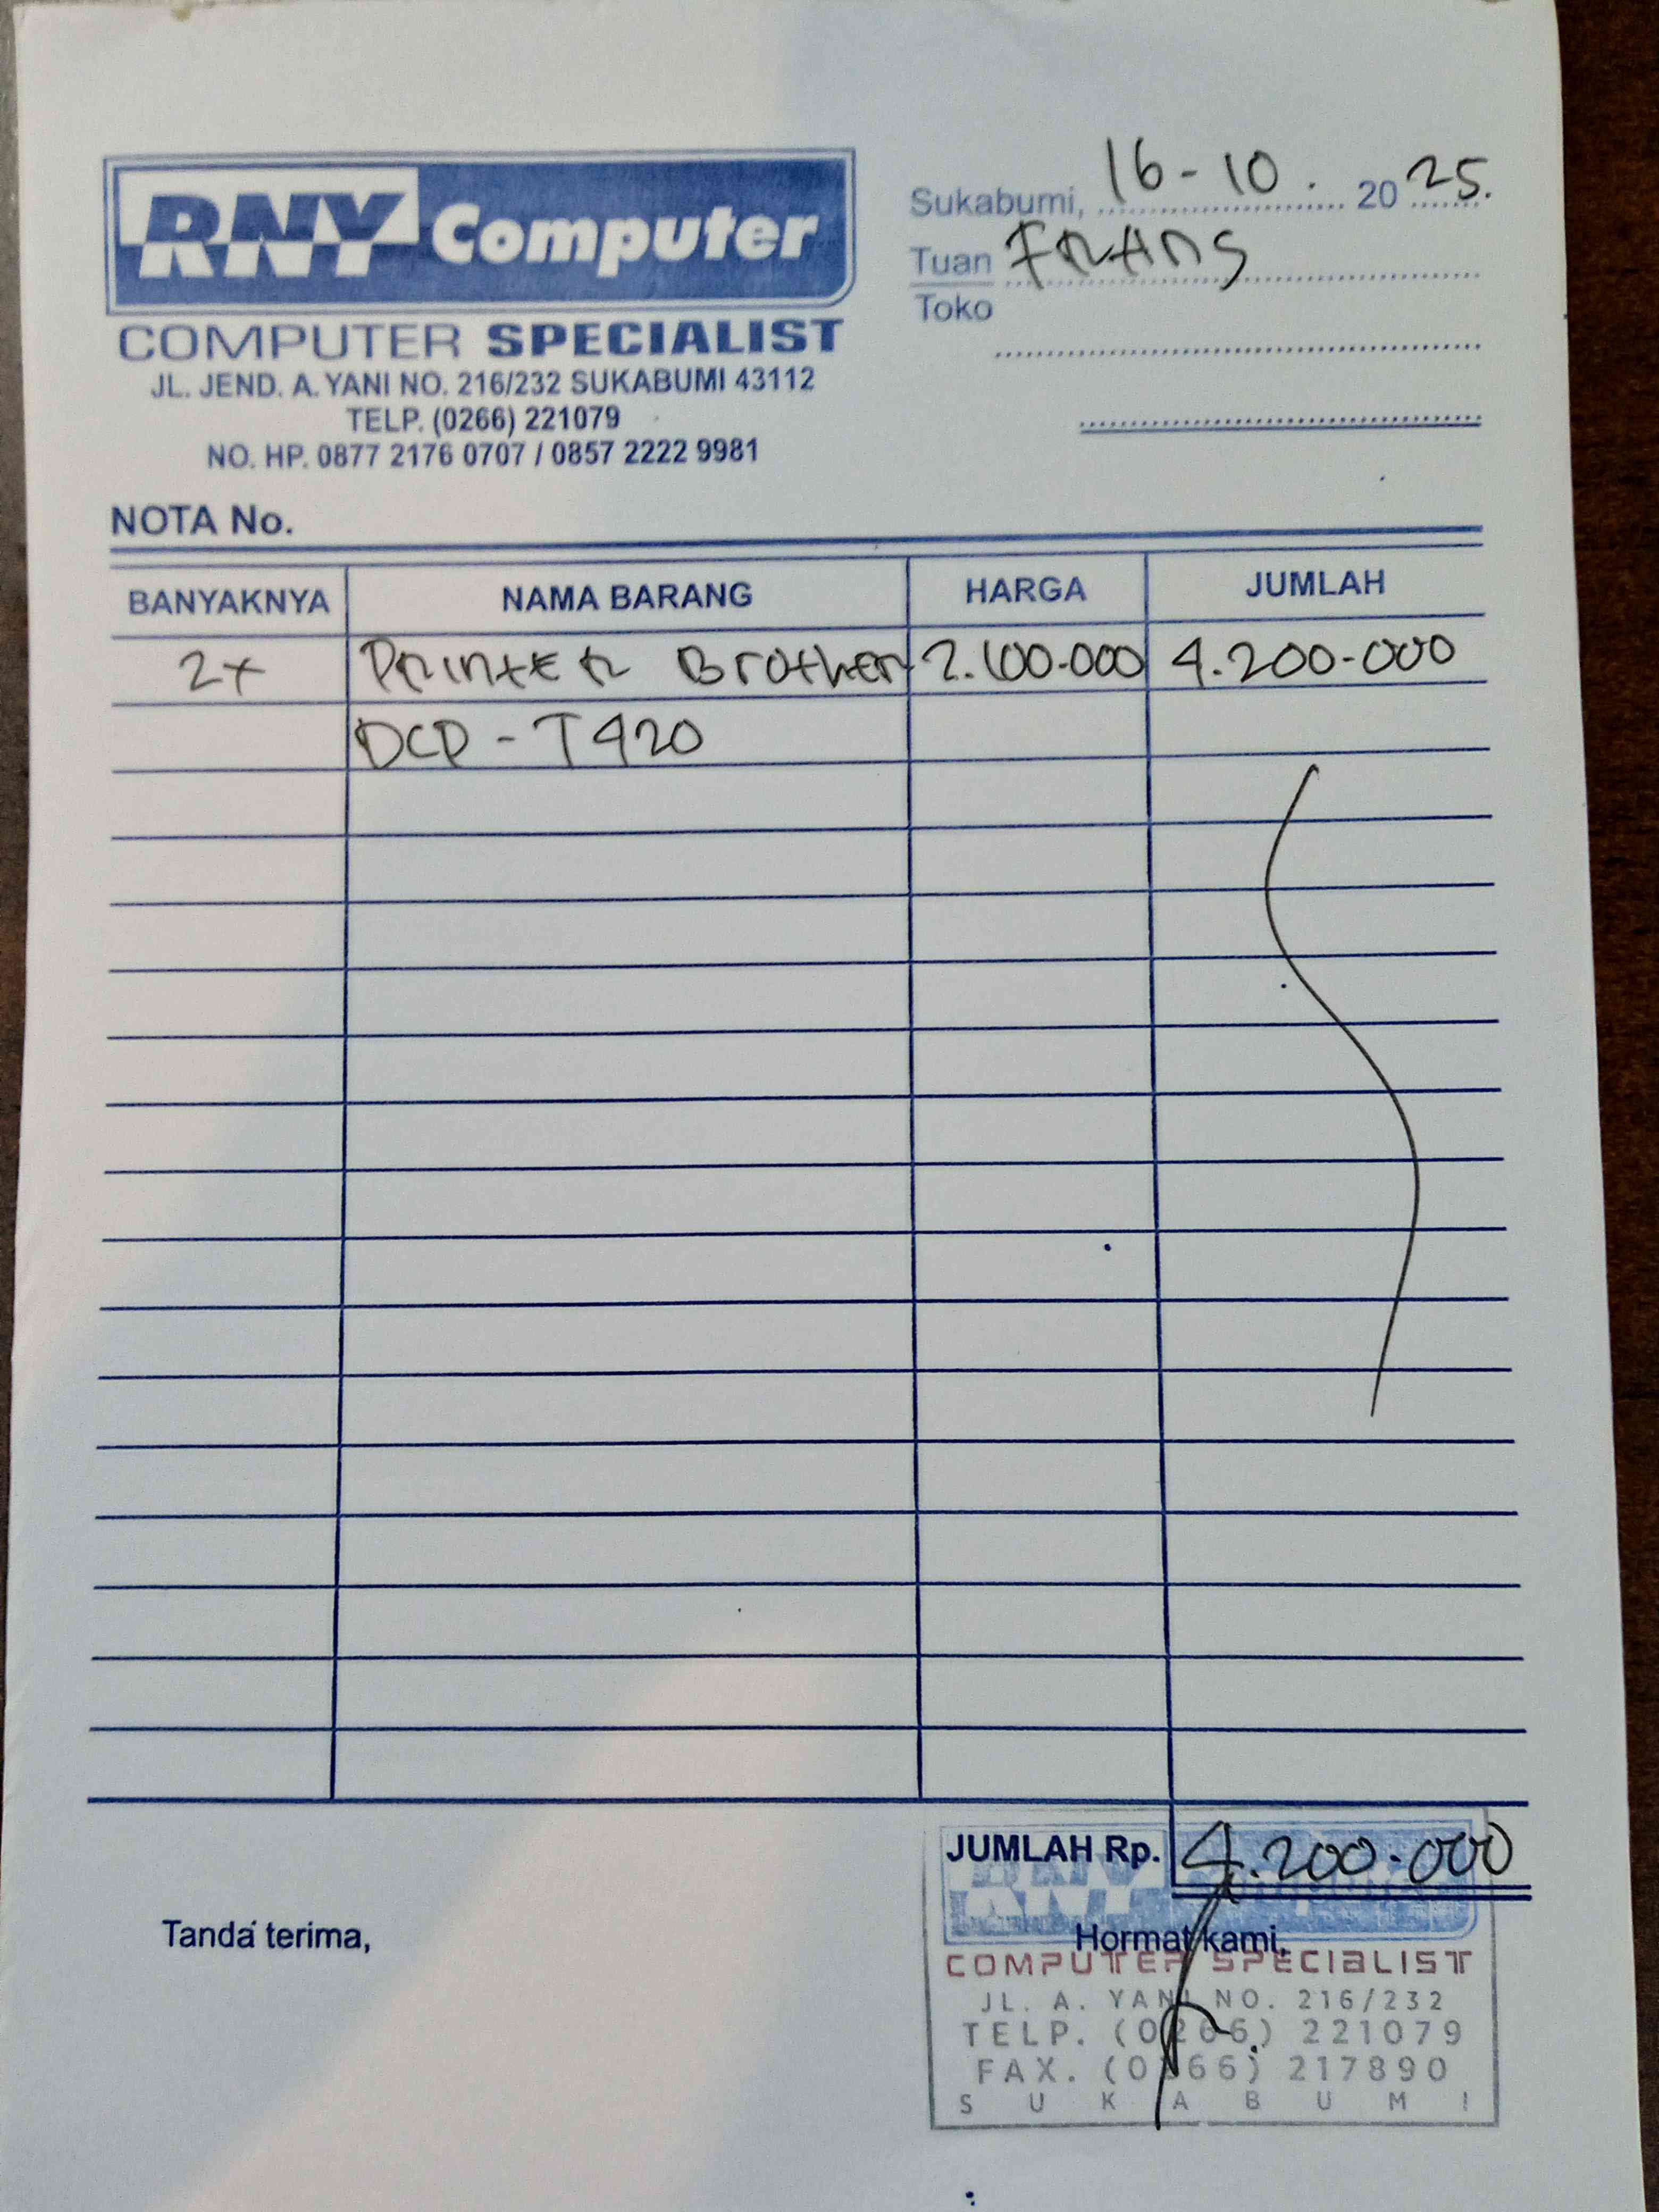 RNY Computer
COMPUTER SPECIALIST
JL. JEND. A. YANI NO. 216/232 SUKABUMI 43112
TELP. (0266) 221079
NO. HP. 0877 2176 0707 / 0857 2222 9981
Sukabumi, 16-10. 20 25.
Tuan FRANS
Toko
NOTA No.
BANYAKNYA NAMA BARANG HARGA JUMLAH
2x Printer Brother 2.100.000 4.200.000
DCP - T420
JUMLAH Rp. 4.200.000
Tanda terima,
Hormat kami,
COMPUTER SPECIALIST
JL. A. YANI NO. 216/232
TELP. (0266) 221079
FAX. (0266) 217890
SUKABUMI